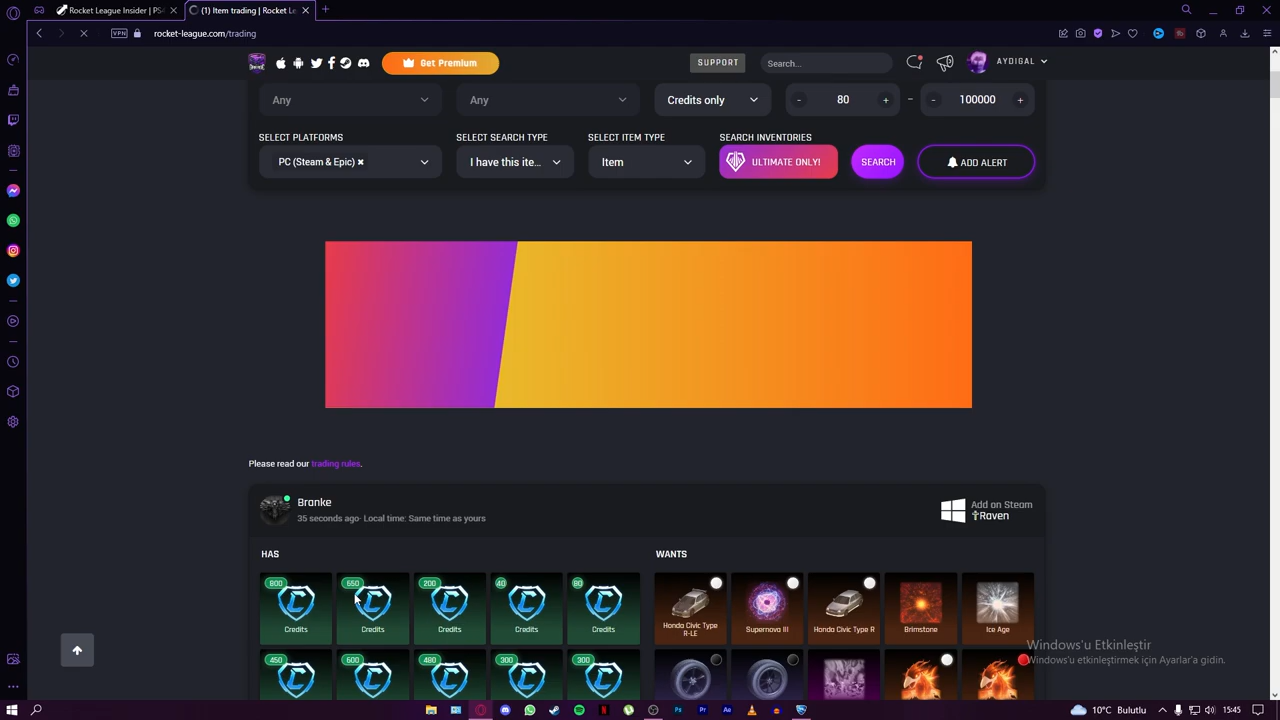 Rocket League Insider | PS4
(1) Item trading | Rocket Le
VPN
rocket-league.com/trading
Get Premium
SUPPORT
Search...
AYDIGAL
Any
Any
Credits only
- 80 +
-
- 100000 +
SELECT PLATFORMS
SELECT SEARCH TYPE
SELECT ITEM TYPE
SEARCH INVENTORIES
PC (Steam & Epic) ✖
I have this ite...
Item
ULTIMATE ONLY!
SEARCH
ADD ALERT
Please read our trading rules.
Branke
35 seconds ago· Local time: Same time as yours
Add on Steam
†Raven
HAS
WANTS
800
650
200
40
80
Credits
Credits
Credits
Credits
Credits
Honda Civic Type R-LE
Supernova III
Honda Civic Type R
Brimstone
Ice Age
450
600
480
300
300
Windows'u Etkinleştir
Windows'u etkinleştirmek için Ayarlar'a gidin.
10°C Bulutlu
15:45